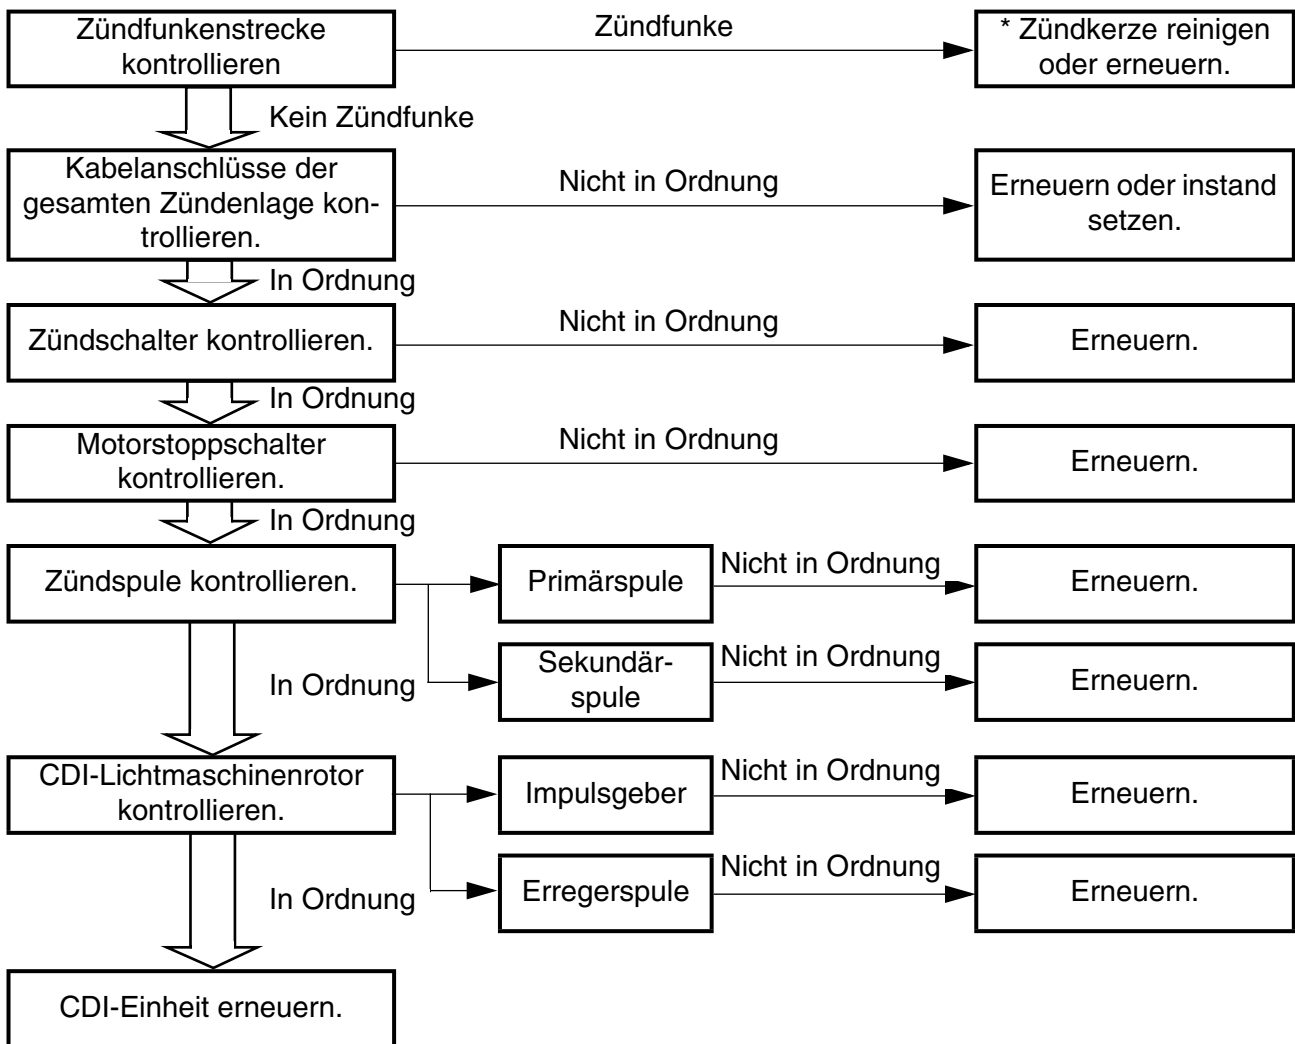 Zündfunkenstrecke
kontrollieren
Zündfunke
* Zündkerze reinigen
oder erneuern.
Kein Zündfunke
Kabelanschlüsse der
gesamten Zündenlage kon-
trollieren.
Nicht in Ordnung
Erneuern oder instand
setzen.
In Ordnung
Zündschalter kontrollieren.
Nicht in Ordnung
Erneuern.
In Ordnung
Motorstoppschalter
kontrollieren.
Nicht in Ordnung
Erneuern.
In Ordnung
Zündspule kontrollieren.
Primärspule
Nicht in Ordnung
Erneuern.
Sekundär-
spule
Nicht in Ordnung
Erneuern.
In Ordnung
CDI-Lichtmaschinenrotor
kontrollieren.
Impulsgeber
Nicht in Ordnung
Erneuern.
Erregerspule
Nicht in Ordnung
Erneuern.
In Ordnung
CDI-Einheit erneuern.